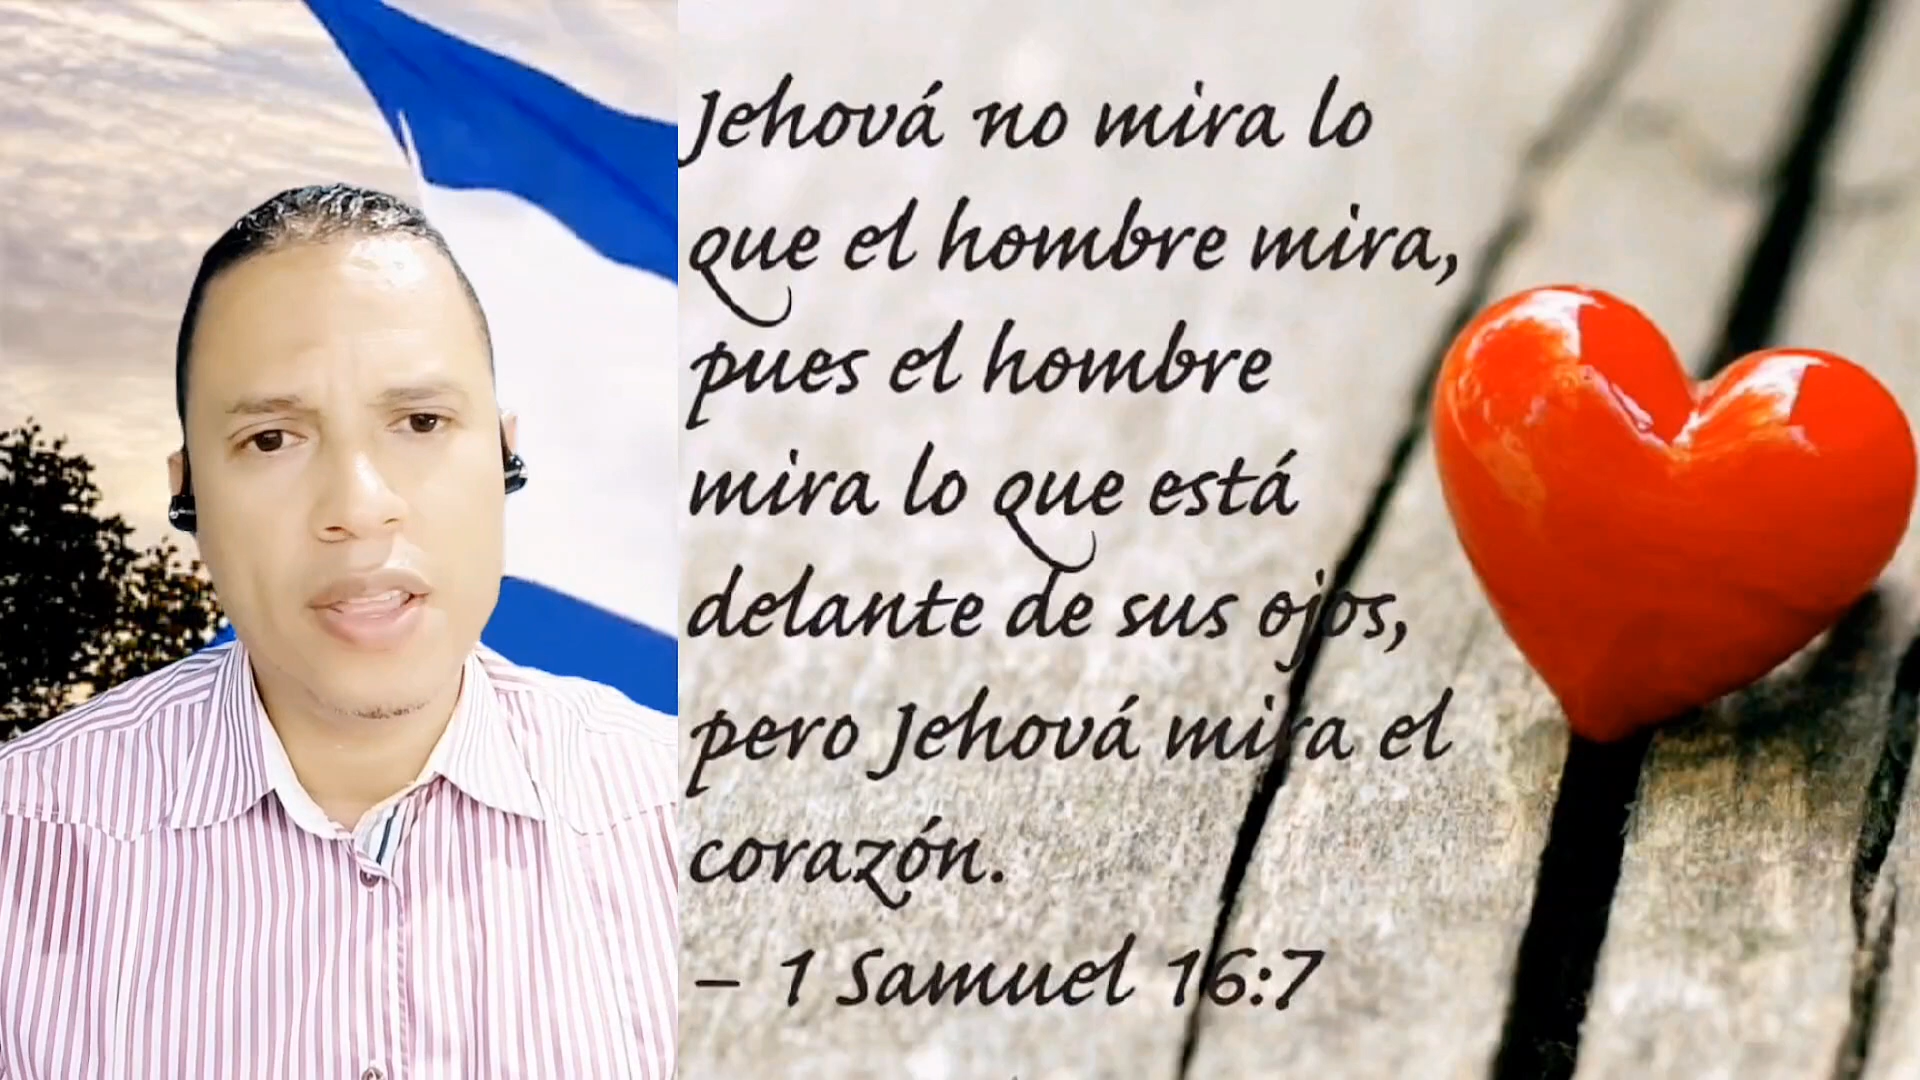 Jehová no mira lo
que el hombre mira,
pues el hombre
mira lo que está
delante de sus ojos,
pero Jehová mira el
corazón.
– 1 Samuel 16:7